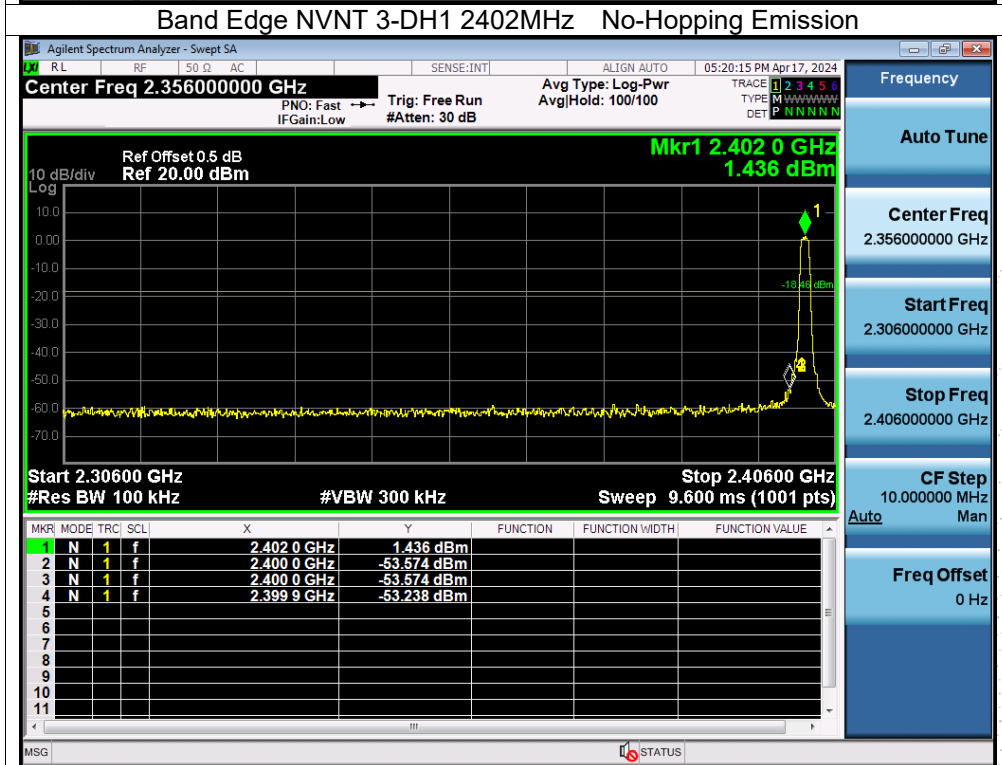 Band Edge NVNT 3-DH1 2402MHz No-Hopping Emission
Agilent Spectrum Analyzer - Swept SA
LXI RL RF 50 Ω AC SENSE:INT ALIGN AUTO 05:20:15 PM Apr 17, 2024
Center Freq 2.356000000 GHz
PNO: Fast
IFGain:Low
Trig: Free Run
#Atten: 30 dB
Avg Type: Log-Pwr
Avg|Hold: 100/100
TRACE 1 2 3 4 5 6
TYPE M WWWWW
DET P N N N N N
Ref Offset 0.5 dB
Ref 20.00 dBm
10 dB/div
Log
Mkr1 2.402 0 GHz
1.436 dBm
10.0
0.00
-10.0
-20.0
-30.0
-40.0
-50.0
-60.0
-70.0
1
-18.46 dBm
Start 2.30600 GHz
Stop 2.40600 GHz
#Res BW 100 kHz
#VBW 300 kHz
Sweep 9.600 ms (1001 pts)
MKR MODE TRC SCL X Y FUNCTION FUNCTION WIDTH FUNCTION VALUE
1 N 1 f 2.402 0 GHz 1.436 dBm
2 N 1 f 2.400 0 GHz -53.574 dBm
3 N 1 f 2.400 0 GHz -53.574 dBm
4 N 1 f 2.399 9 GHz -53.238 dBm
5
6
7
8
9
10
11
MSG STATUS
Frequency
Auto Tune
Center Freq
2.356000000 GHz
Start Freq
2.306000000 GHz
Stop Freq
2.406000000 GHz
CF Step
10.000000 MHz
Auto Man
Freq Offset
0 Hz